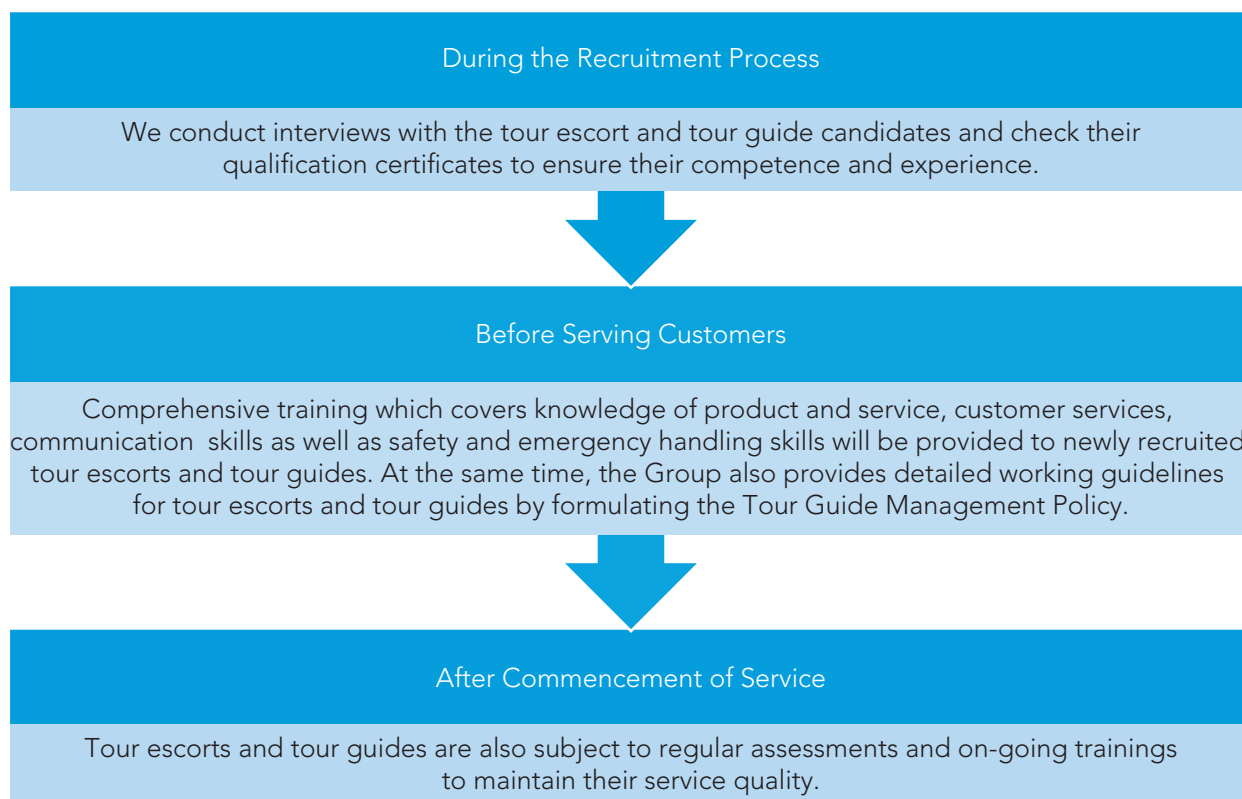 During the Recruitment Process
We conduct interviews with the tour escort and tour guide candidates and check their
qualification certificates to ensure their competence and experience.
Before Serving Customers
Comprehensive training which covers knowledge of product and service, customer services,
communication skills as well as safety and emergency handling skills will be provided to newly recruited
tour escorts and tour guides. At the same time, the Group also provides detailed working guidelines
for tour escorts and tour guides by formulating the Tour Guide Management Policy.
After Commencement of Service
Tour escorts and tour guides are also subject to regular assessments and on-going trainings
to maintain their service quality.